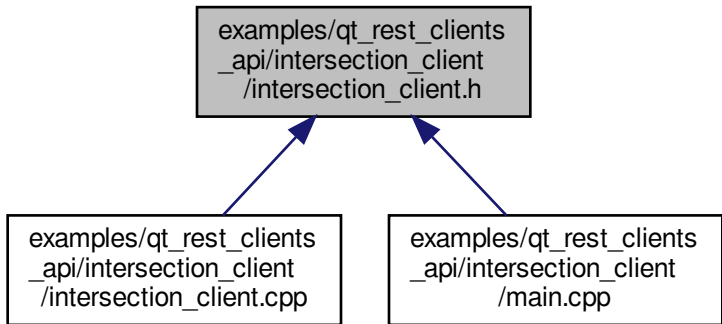 examples/qt_rest_clients
_api/intersection_client
/intersection_client.h
examples/qt_rest_clients
_api/intersection_client
/intersection_client.cpp
examples/qt_rest_clients
_api/intersection_client
/main.cpp